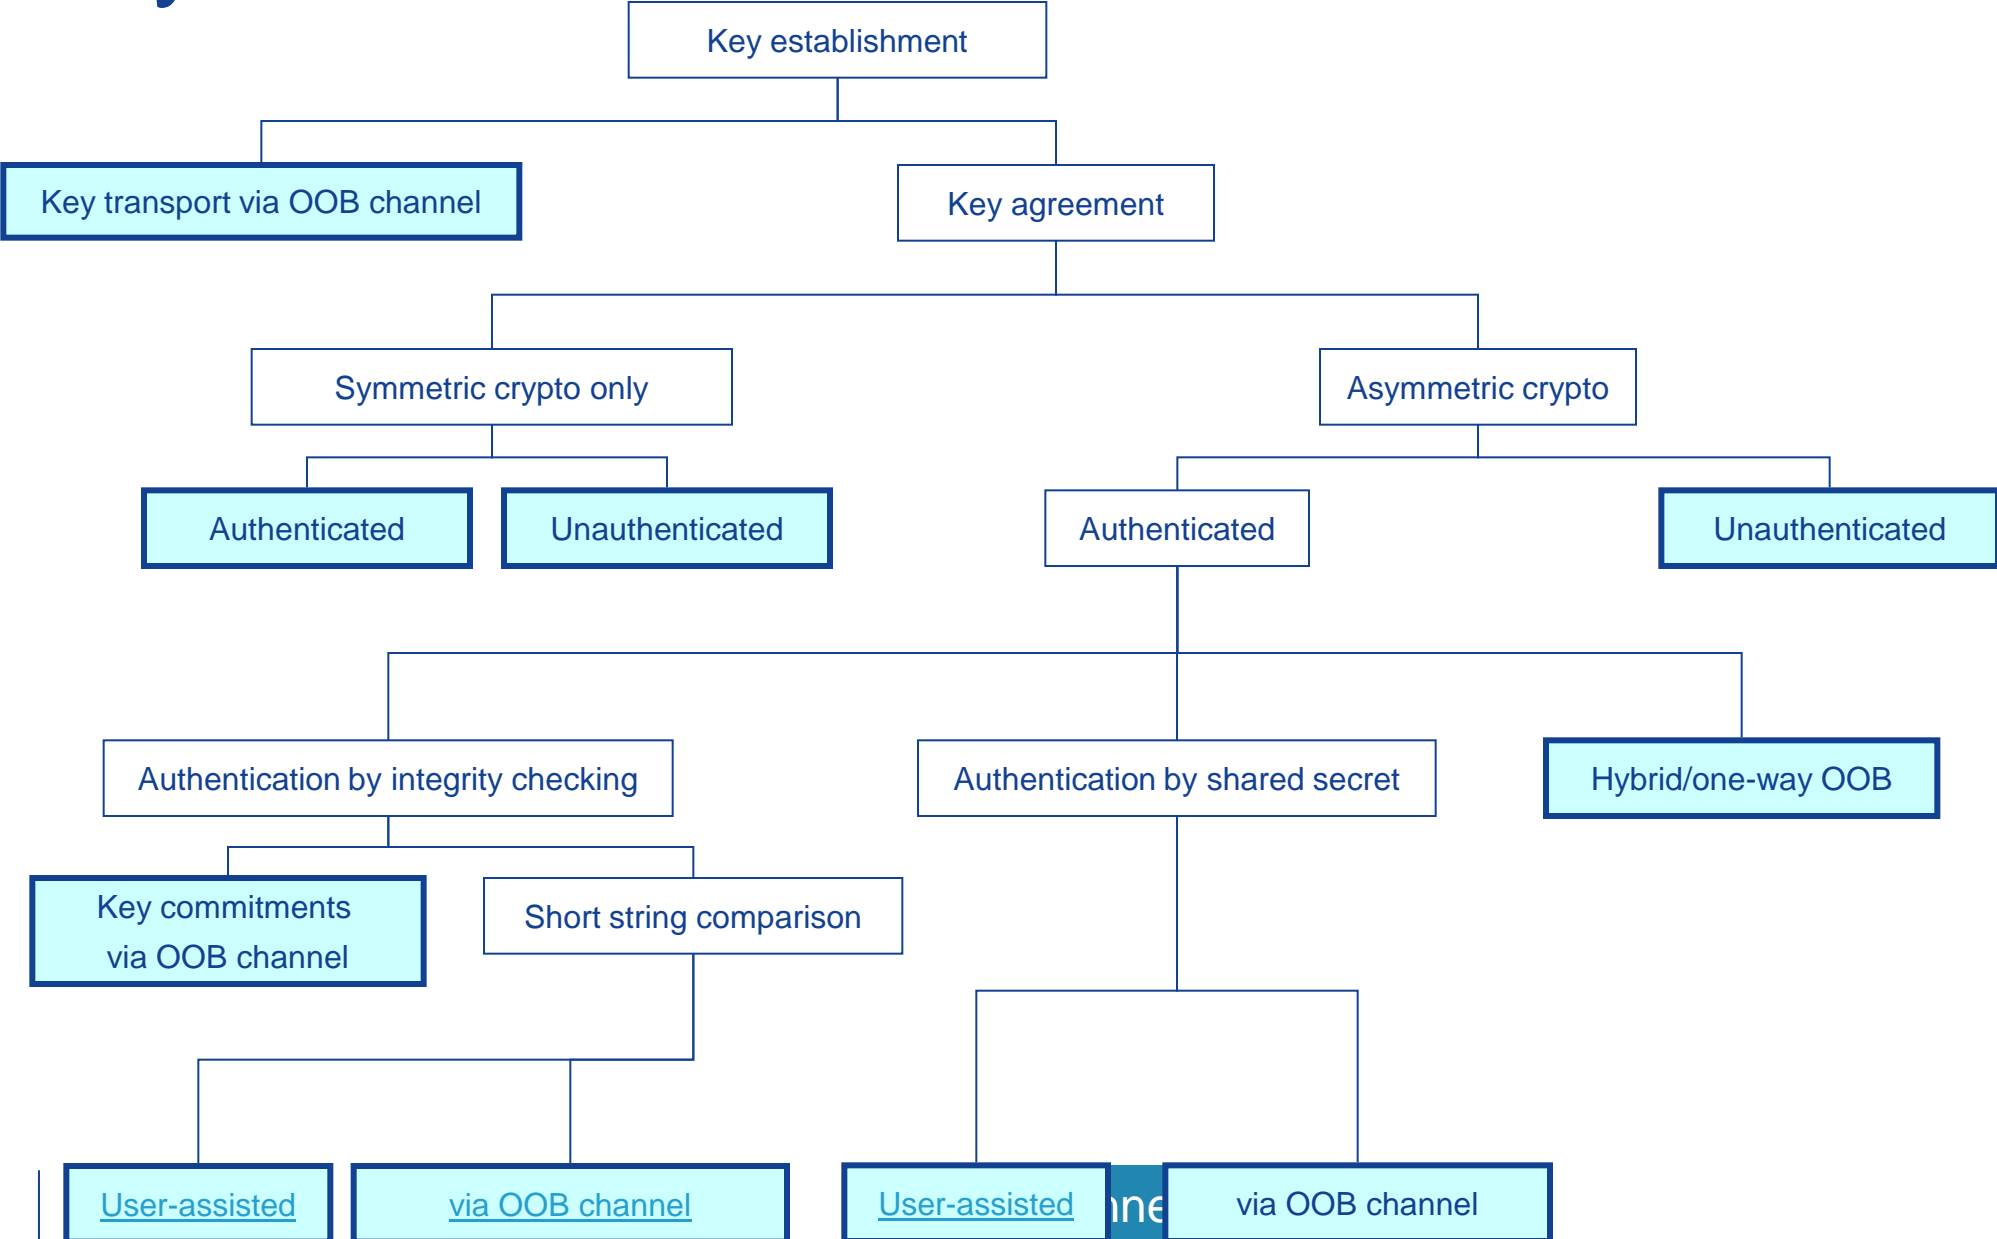 Key establishment
Key transport via OOB channel
Key agreement
Symmetric crypto only
Asymmetric crypto
Authenticated
Unauthenticated
Authenticated
Unauthenticated
Authentication by integrity checking
Authentication by shared secret
Hybrid/one-way OOB
Key commitments
via OOB channel
Short string comparison
User-assisted
via OOB channel
User-assisted
via OOB channel